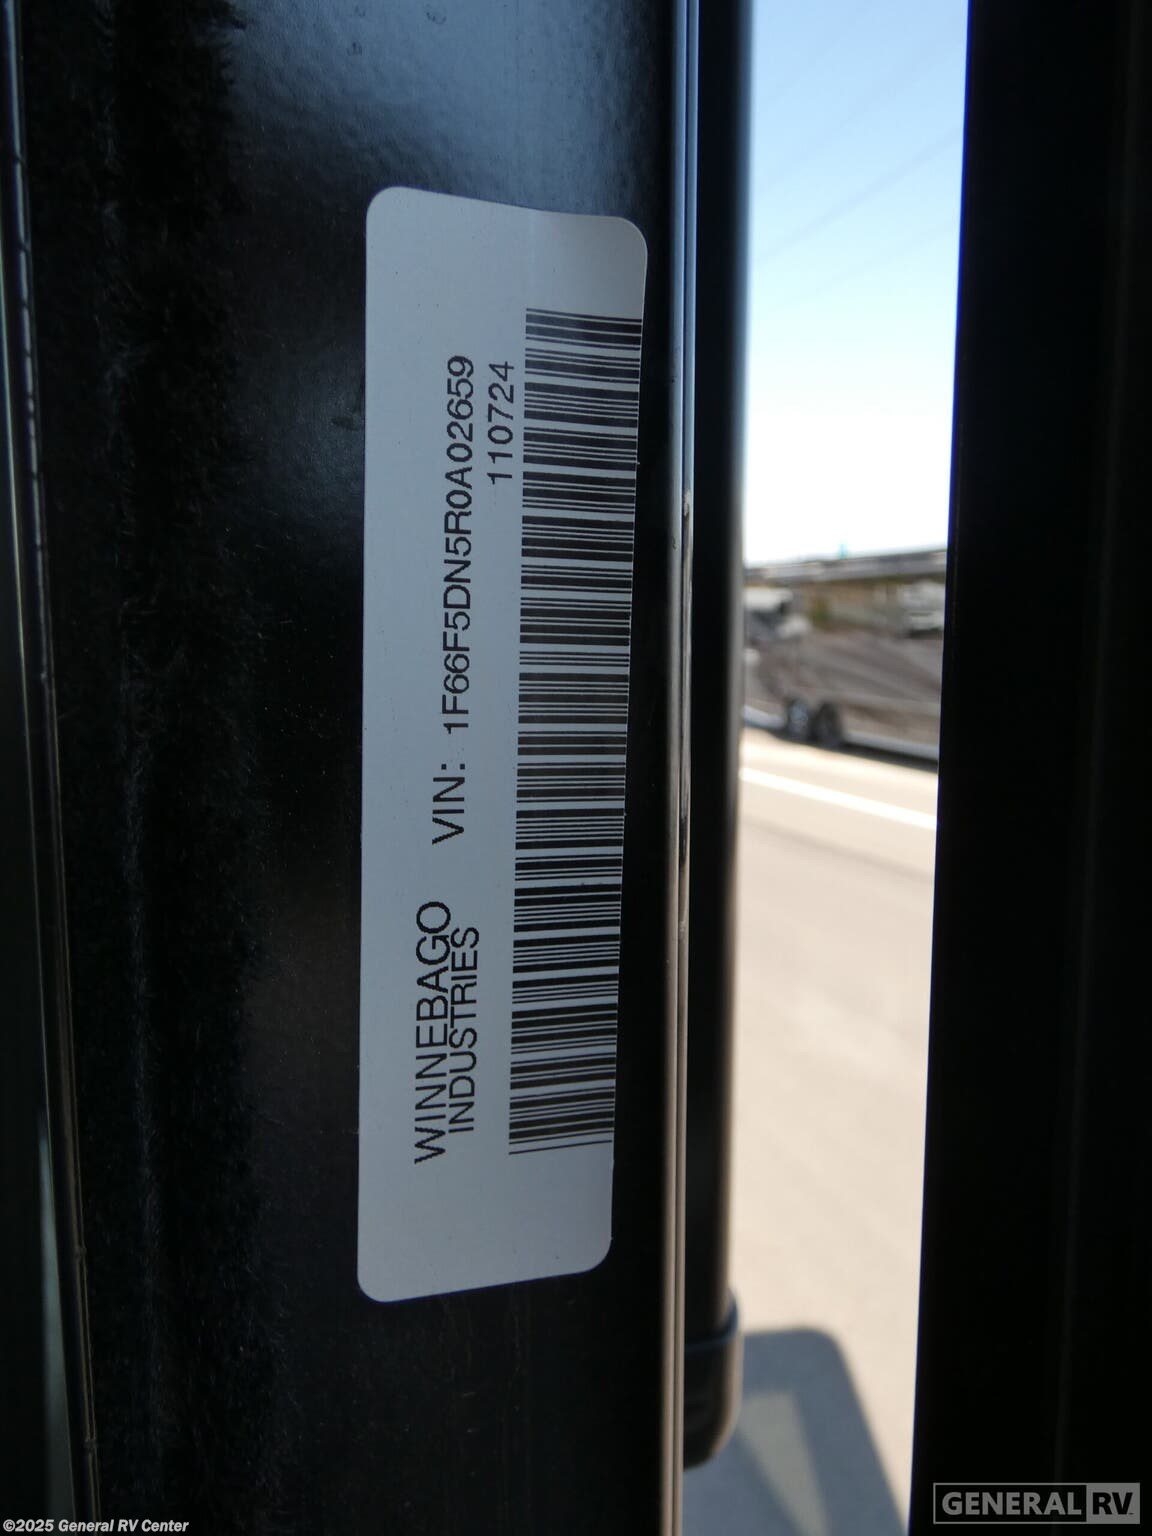 WINNEBAGO
INDUSTRIES
VIN: 1F66F5DN5R0A02659
110724
©2025 General RV Center
GENERAL RV